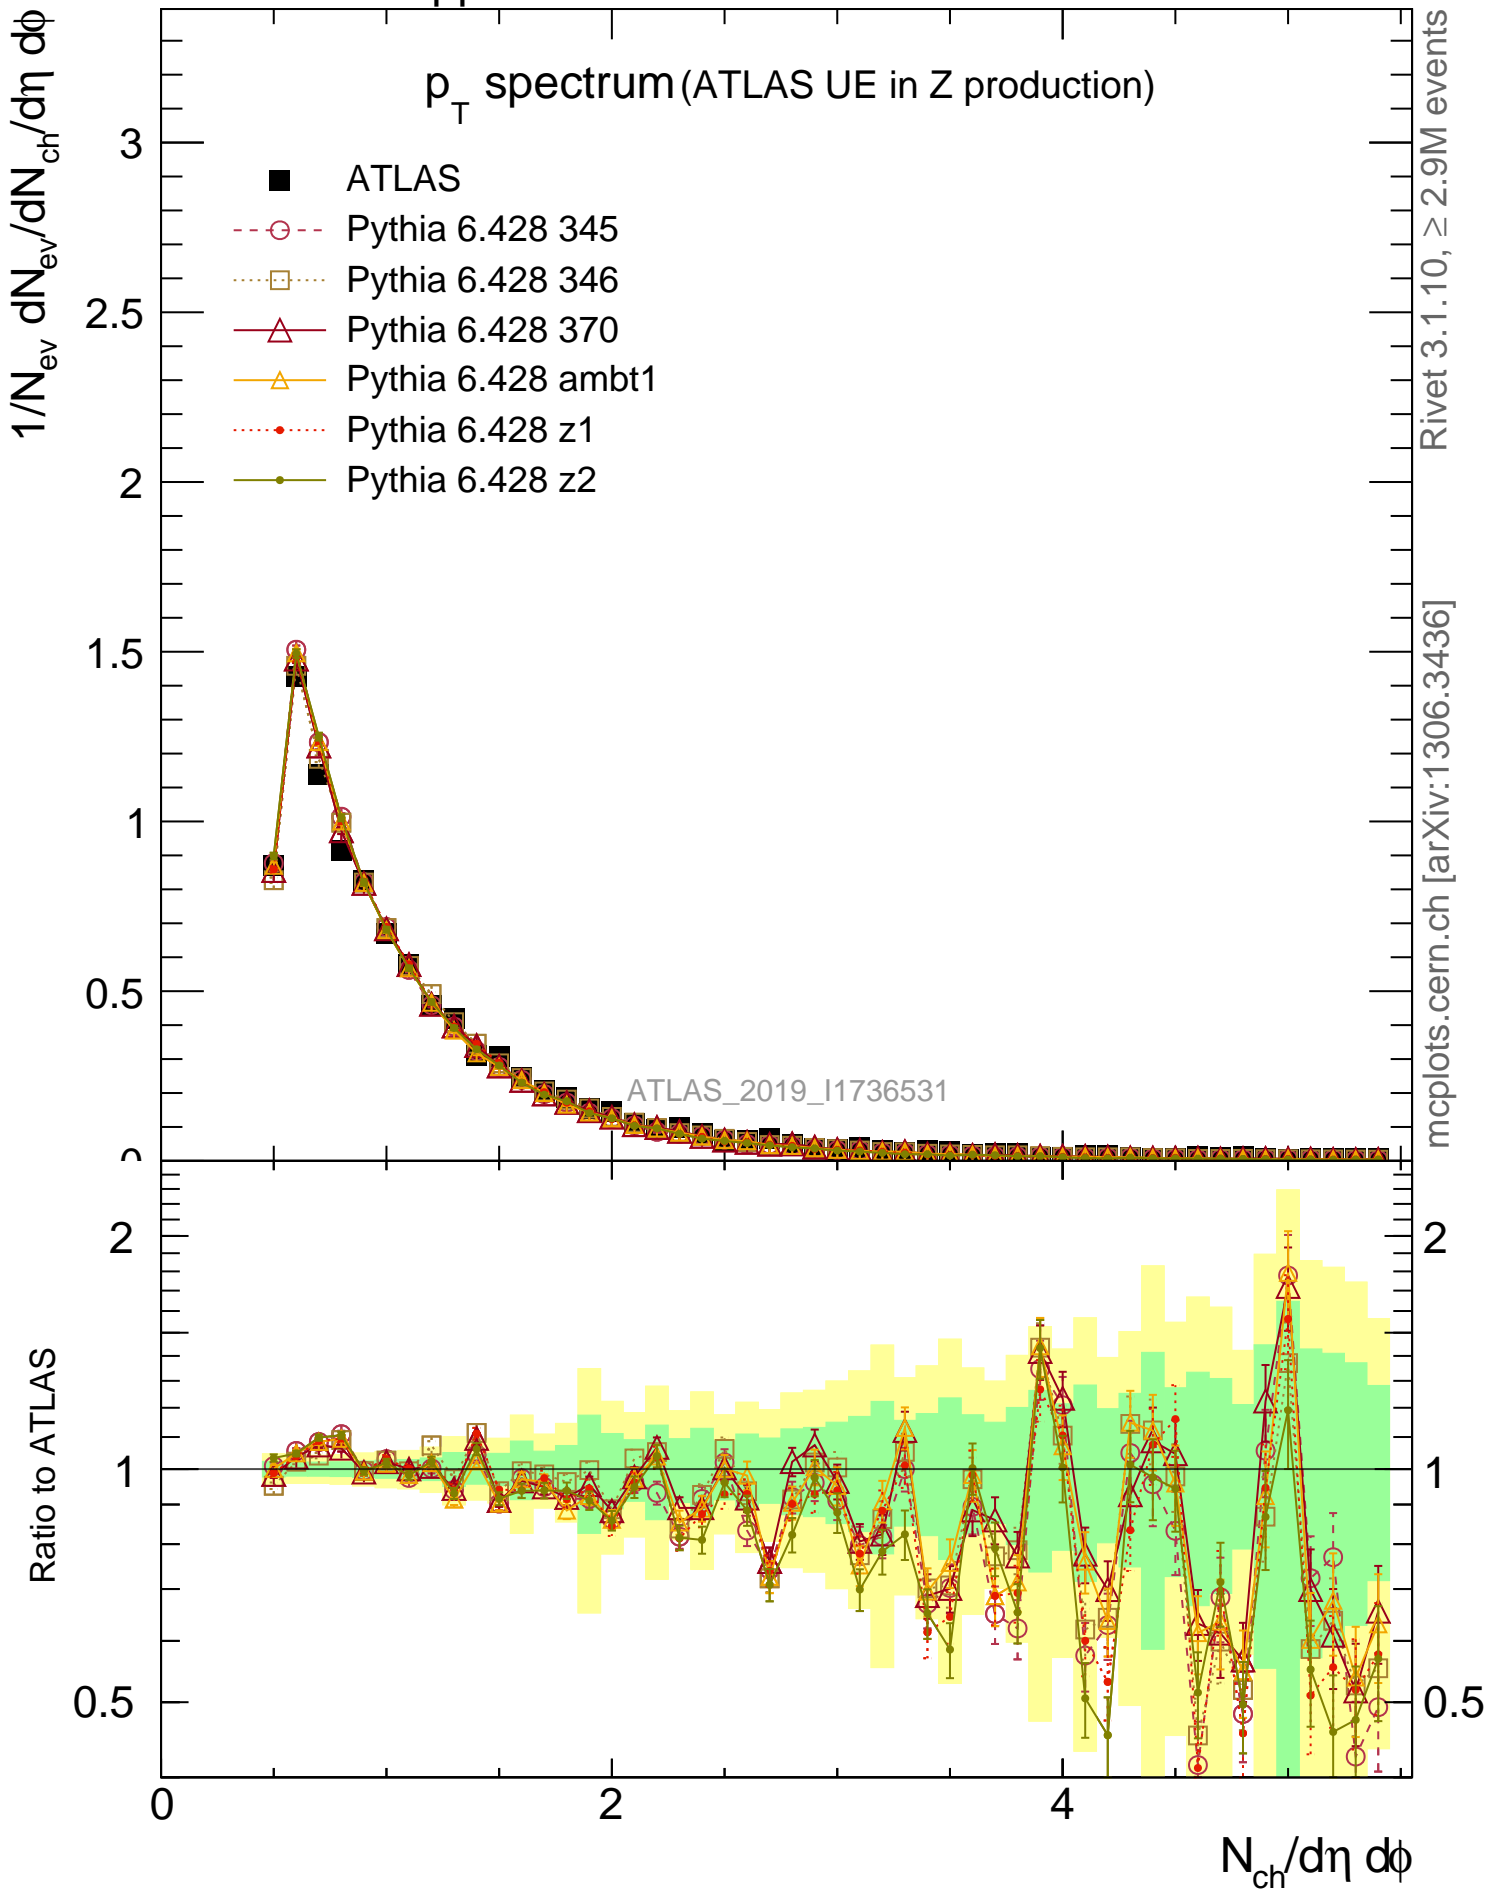 p_T spectrum (ATLAS UE in Z production)
1/N_ev dN_ev/dN_ch/dη dϕ
ATLAS
Pythia 6.428 345
Pythia 6.428 346
Pythia 6.428 370
Pythia 6.428 ambt1
Pythia 6.428 z1
Pythia 6.428 z2
3
2.5
2
1.5
1
0.5
0
ATLAS_2019_I1736531
Rivet 3.1.10, ≥ 2.9M events
mcplots.cern.ch [arXiv:1306.3436]
Ratio to ATLAS
2
1
0.5
2
1
0.5
0
2
4
N_ch/dη dϕ